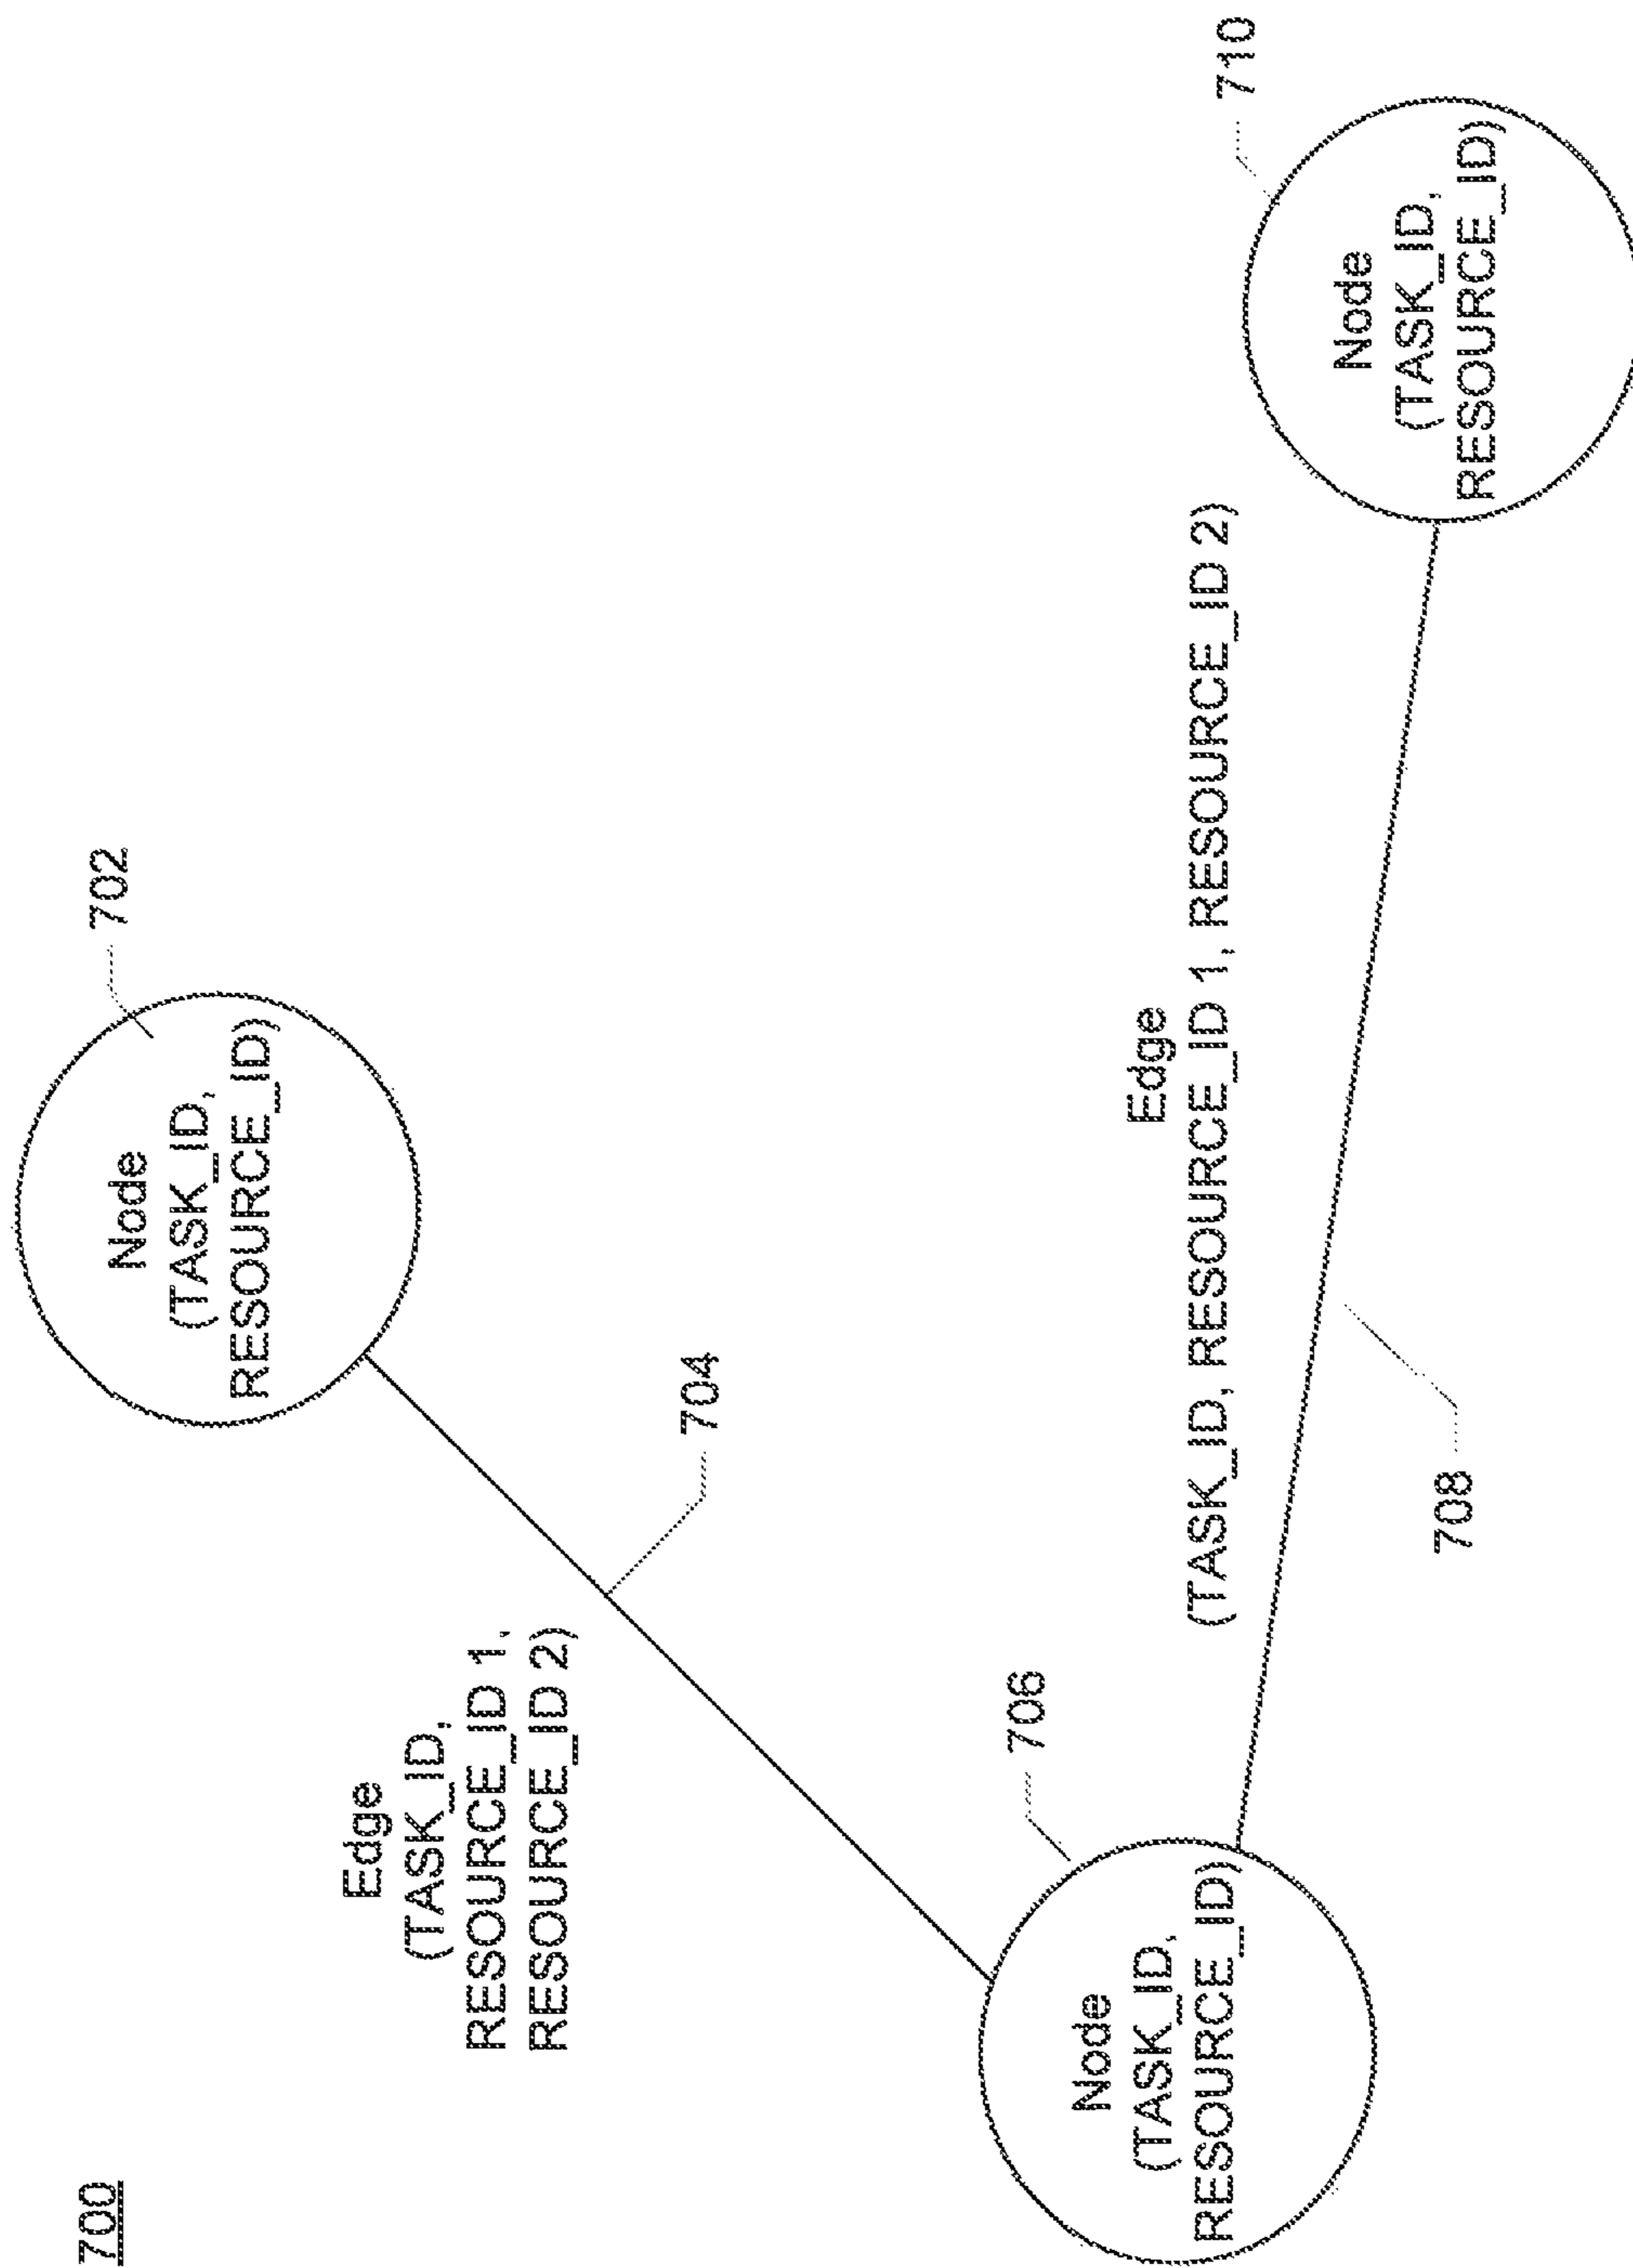 700
Node
(TASK_ID,
RESOURCE_ID)
702
Edge
(TASK_ID,
RESOURCE_ID 1,
RESOURCE_ID 2)
704
706
Node
(TASK_ID,
RESOURCE_ID)
Edge
(TASK_ID, RESOURCE_ID 1, RESOURCE_ID 2)
708
710
Node
(TASK_ID,
RESOURCE_ID)